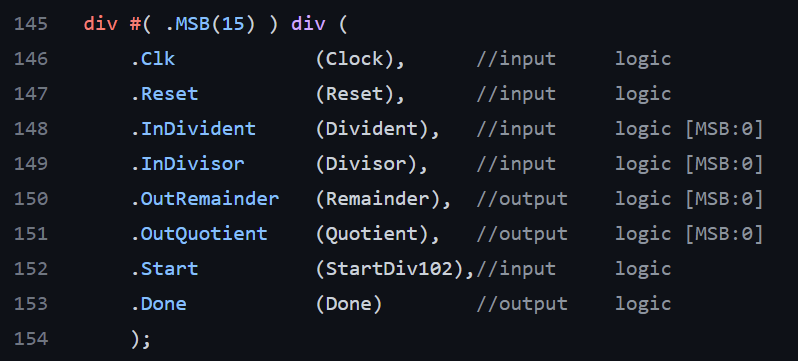 145 div #( .MSB(15) ) div (
146 .Clk (Clock), //input logic
147 .Reset (Reset), //input logic
148 .InDivident (Divident), //input logic [MSB:0]
149 .InDivisor (Divisor), //input logic [MSB:0]
150 .OutRemainder (Remainder), //output logic [MSB:0]
151 .OutQuotient (Quotient), //output logic [MSB:0]
152 .Start (StartDiv102),//input logic
153 .Done (Done) //output logic
154 );